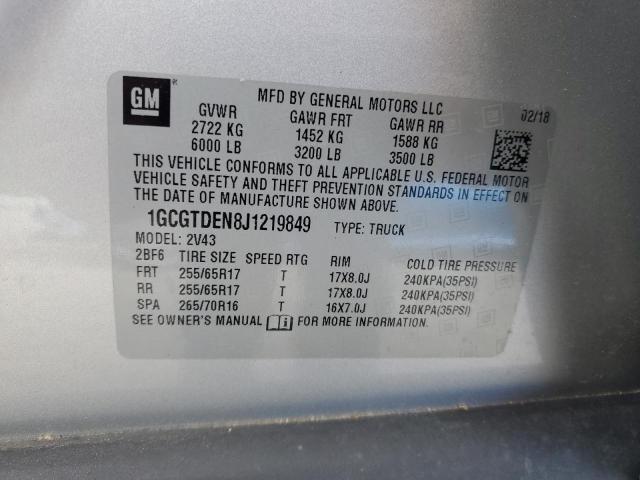 GM
MFD BY GENERAL MOTORS LLC
02/18
GVWR GAWR FRT GAWR RR
2722 KG 1452 KG 1588 KG
6000 LB 3200 LB 3500 LB
THIS VEHICLE CONFORMS TO ALL APPLICABLE U.S. FEDERAL MOTOR
VEHICLE SAFETY AND THEFT PREVENTION STANDARDS IN EFFECT ON
THE DATE OF MANUFACTURE SHOWN ABOVE.
1GCGTDEN8J1219849 TYPE: TRUCK
MODEL: 2V43
2BF6 TIRE SIZE SPEED RTG RIM COLD TIRE PRESSURE
FRT 255/65R17 T 17X8.0J 240KPA(35PSI)
RR 255/65R17 T 17X8.0J 240KPA(35PSI)
SPA 265/70R16 T 16X7.0J 240KPA(35PSI)
SEE OWNER'S MANUAL FOR MORE INFORMATION.